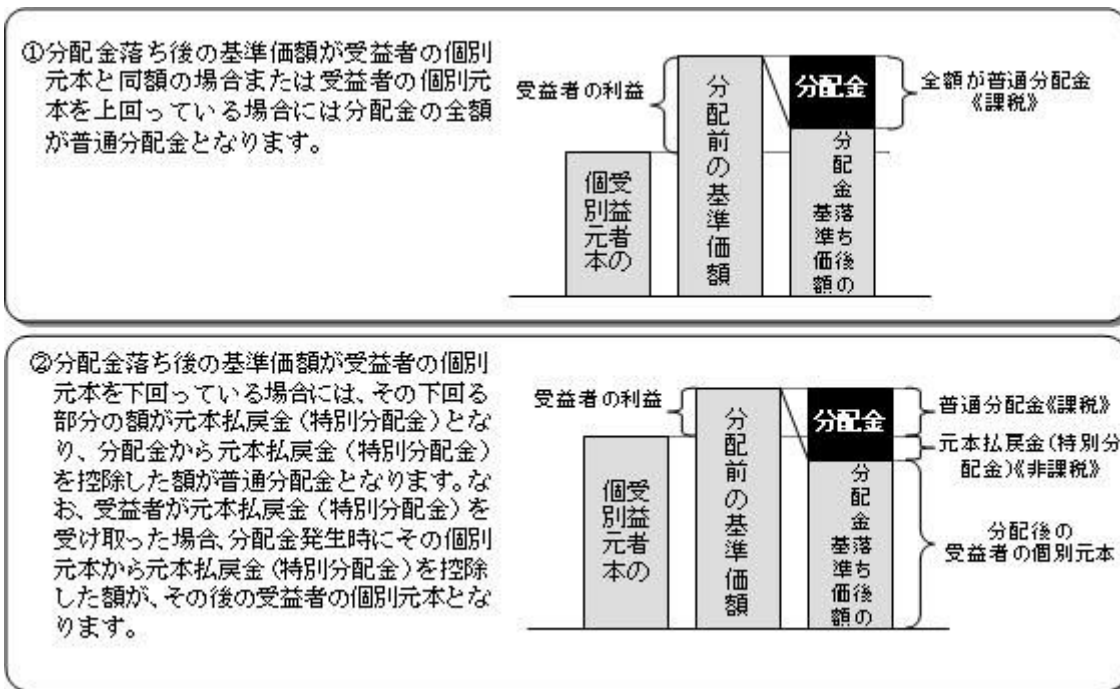 ①分配金落ち後の基準価額が受益者の個別
元本と同額の場合または受益者の個別元
本を上回っている場合には分配金の全額
が普通分配金となります。
受益者の利益
受益者の
個別元本
分配前の基準価額
分配金
分配金落ち後の
基準価額
全額が普通分配金
《課税》
②分配金落ち後の基準価額が受益者の個別
元本を下回っている場合には、その下回る
部分の額が元本払戻金(特別分配金)とな
り、分配金から元本払戻金(特別分配金)
を控除した額が普通分配金となります。な
お、受益者が元本払戻金(特別分配金)を
受け取った場合、分配金発生時にその個別
元本から元本払戻金(特別分配金)を控除
した額が、その後の受益者の個別元本とな
ります。
受益者の利益
受益者の
個別元本
分配前の基準価額
分配金
分配金落ち後の
基準価額
普通分配金《課税》
元本払戻金(特別分
配金)《非課税》
分配後の
受益者の個別元本